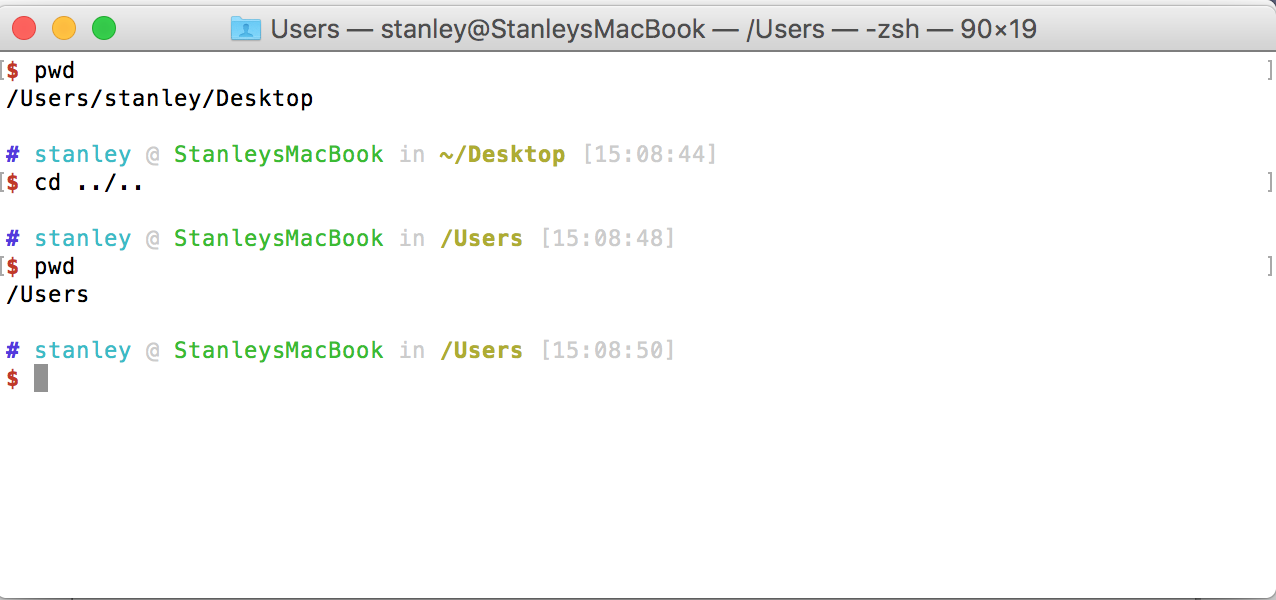 Users — stanley@StanleysMacBook — /Users — -zsh — 90×19
[$ pwd ]
/Users/stanley/Desktop
# stanley @ StanleysMacBook in ~/Desktop [15:08:44]
[$ cd ../.. ]
# stanley @ StanleysMacBook in /Users [15:08:48]
[$ pwd ]
/Users
# stanley @ StanleysMacBook in /Users [15:08:50]
$